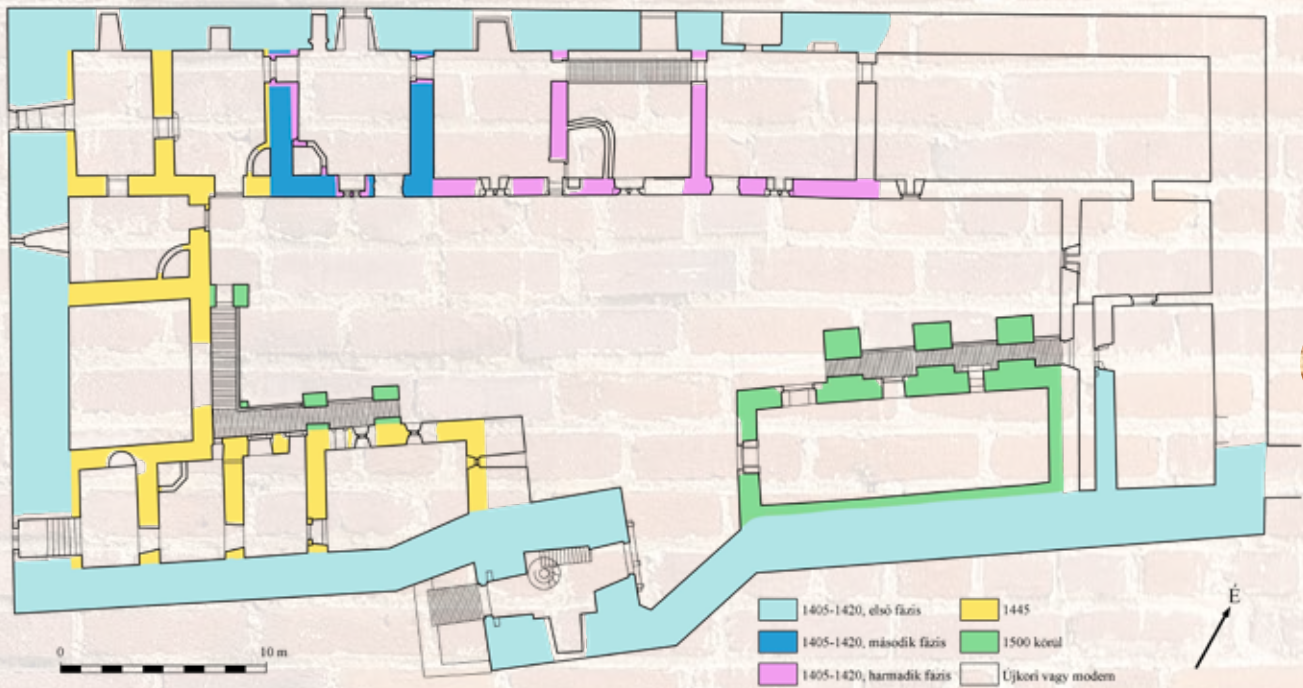 1405-1420, első fázis
1405-1420, második fázis
1405-1420, harmadik fázis
1445
1500 körül
Újkori vagy modern
É
0 10 m